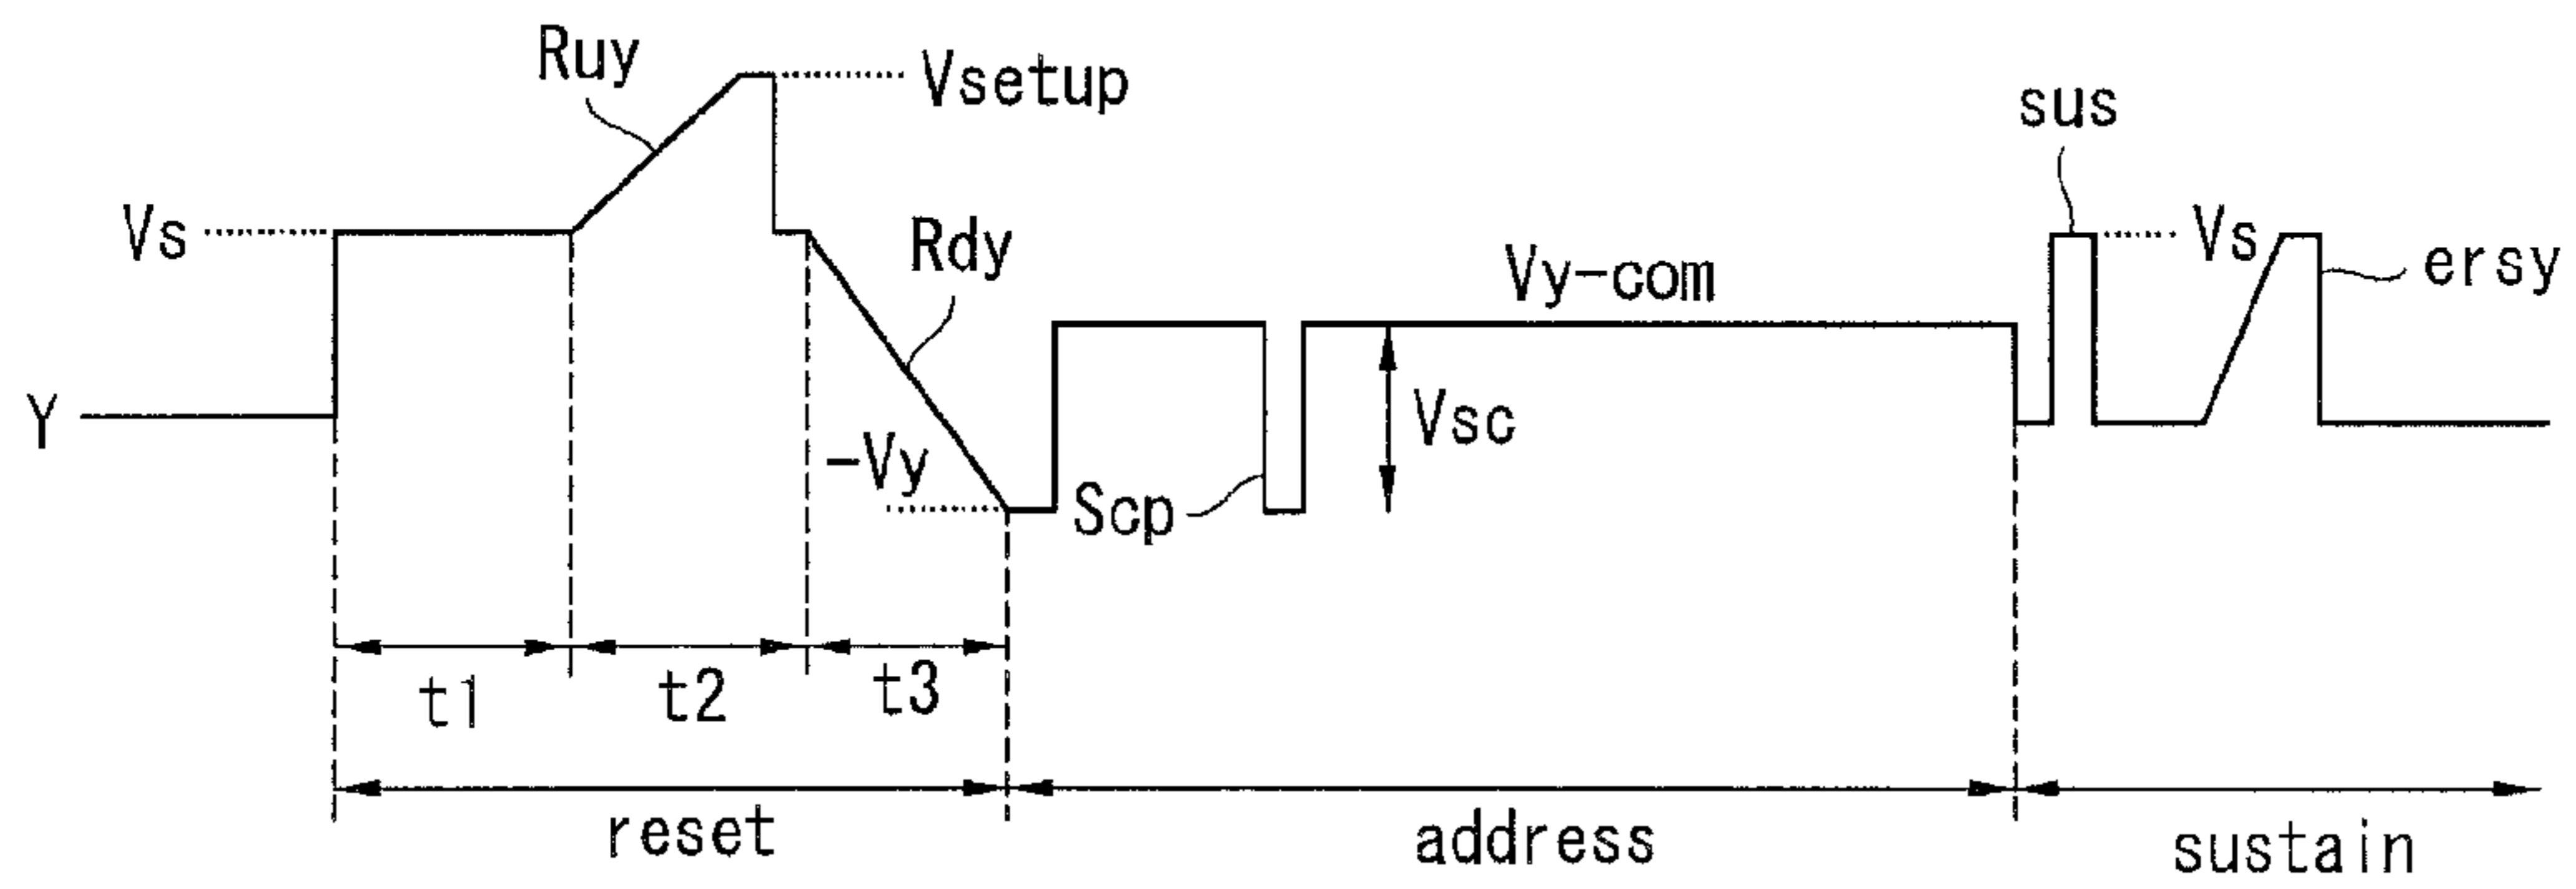 Ruy
Vsetup
sus
Vs
Rdy
Vy-com
Vs
ersy
Y
-Vy
Vsc
Scp
t1
t2
t3
reset
address
sustain